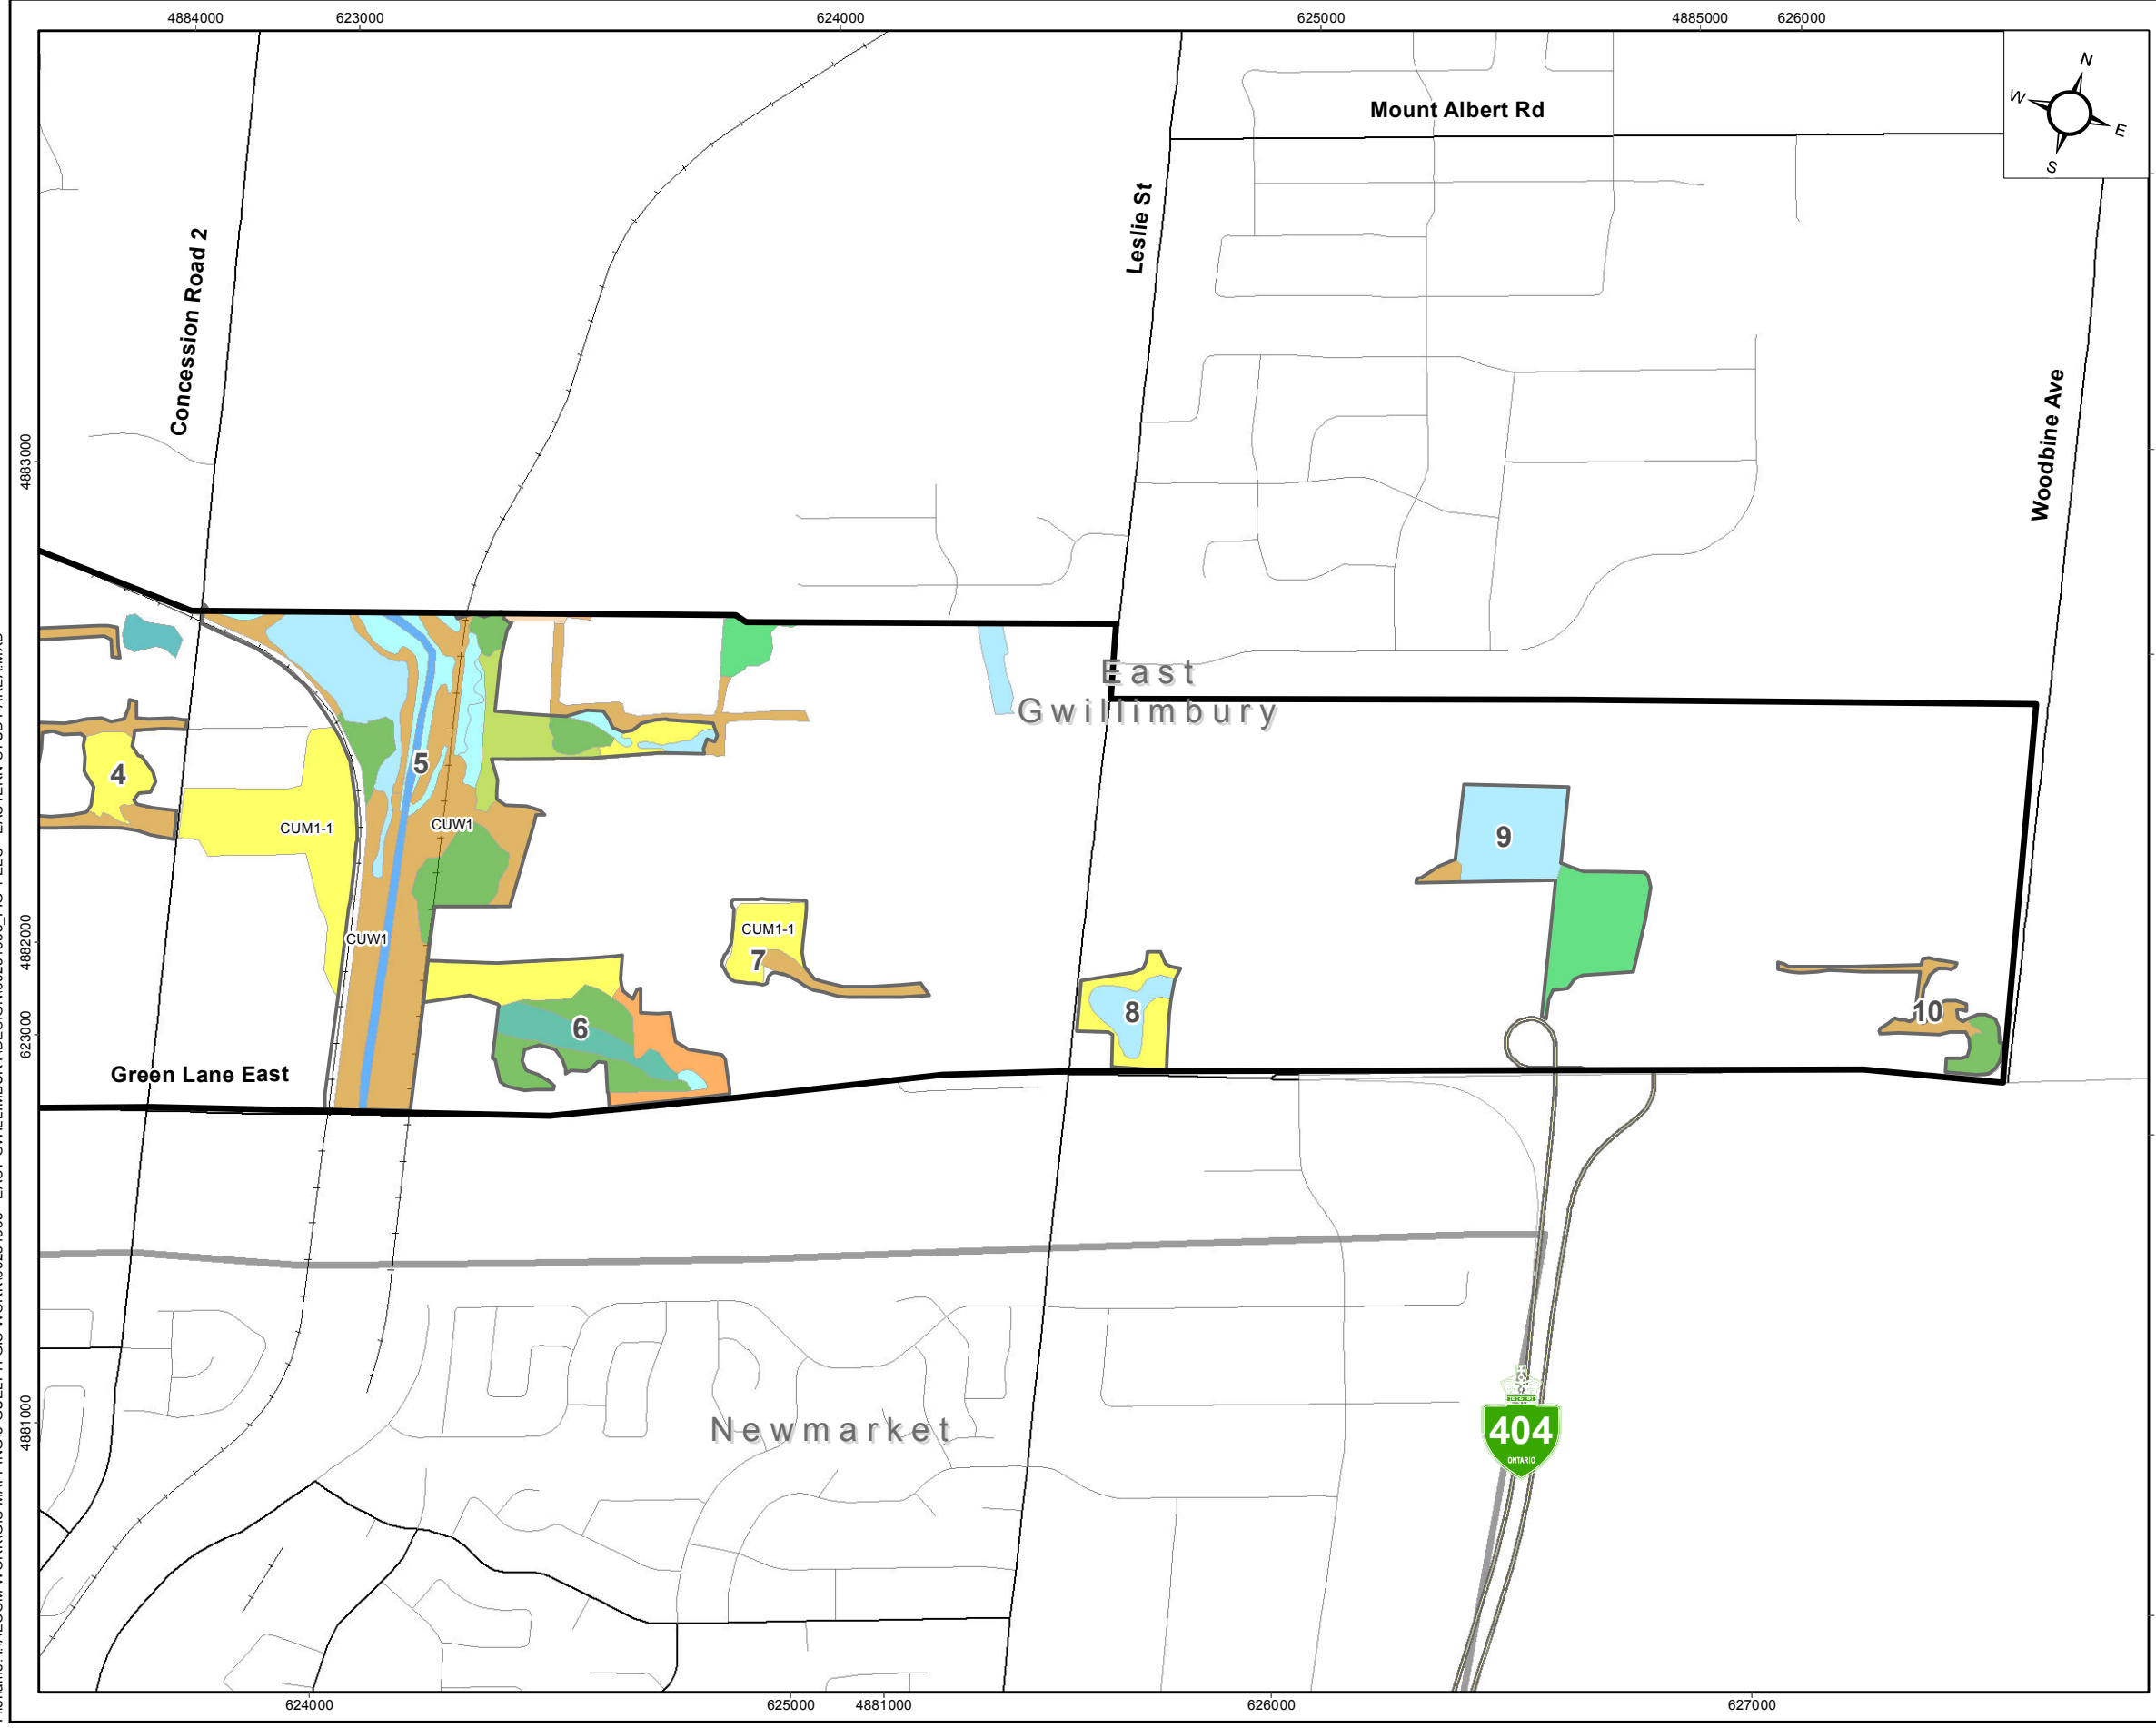 4884000
623000
624000
625000
4885000
626000
N
W
E
S
Mount Albert Rd
Leslie St
Concession Road 2
Woodbine Ave
4883000
East
Gwillimbury
4
5
CUM1-1
CUW1
9
CUW1
CUM1-1
7
4882000
8
10
6
623000
Green Lane East
4881000
Newmarket
404
ONTARIO
624000
625000
4881000
626000
627000